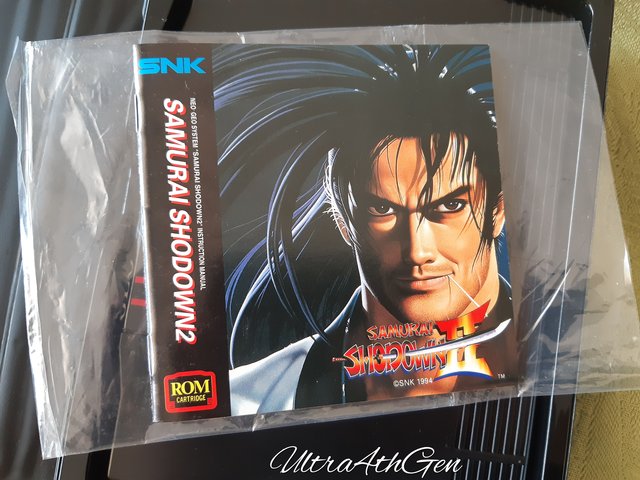 SNK
SAMURAI SHODOWN2
NEO GEO SYSTEM "SAMURAI SHODOWN2" INSTRUCTION MANUAL
ROM
CARTRIDGE
SAMURAI
SHODOWN II
©SNK 1994
TM
UltraAthGen